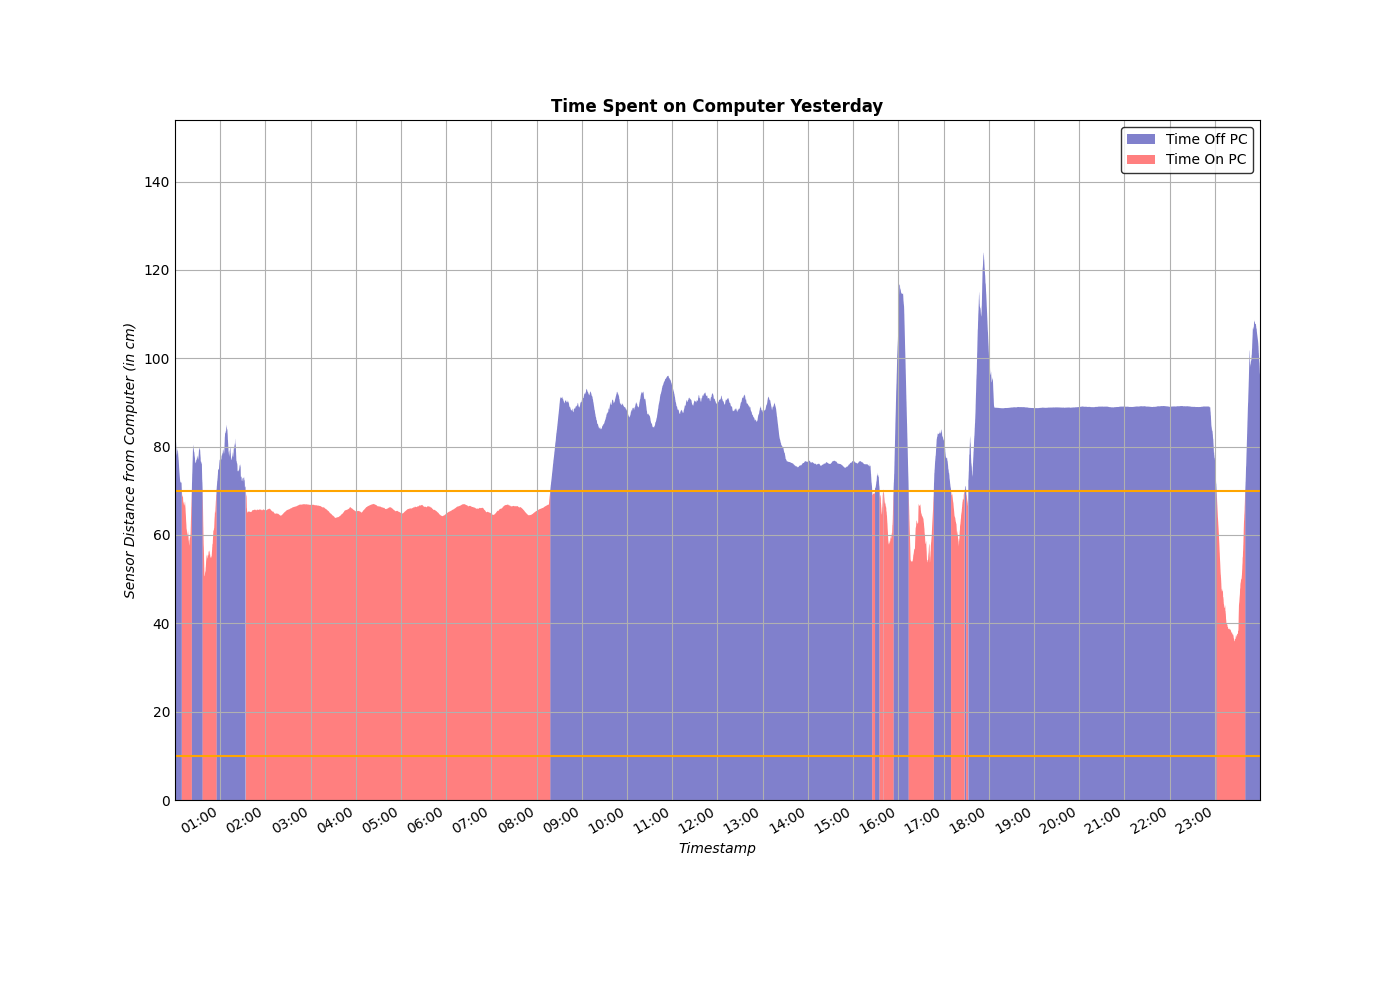 Time Spent on Computer Yesterday
Time Off PC
Time On PC
140
120
100
80
60
40
20
0
Sensor Distance from Computer (in cm)
01:00 02:00 03:00 04:00 05:00 06:00 07:00 08:00 09:00 10:00 11:00 12:00 13:00 14:00 15:00 16:00 17:00 18:00 19:00 20:00 21:00 22:00 23:00
Timestamp